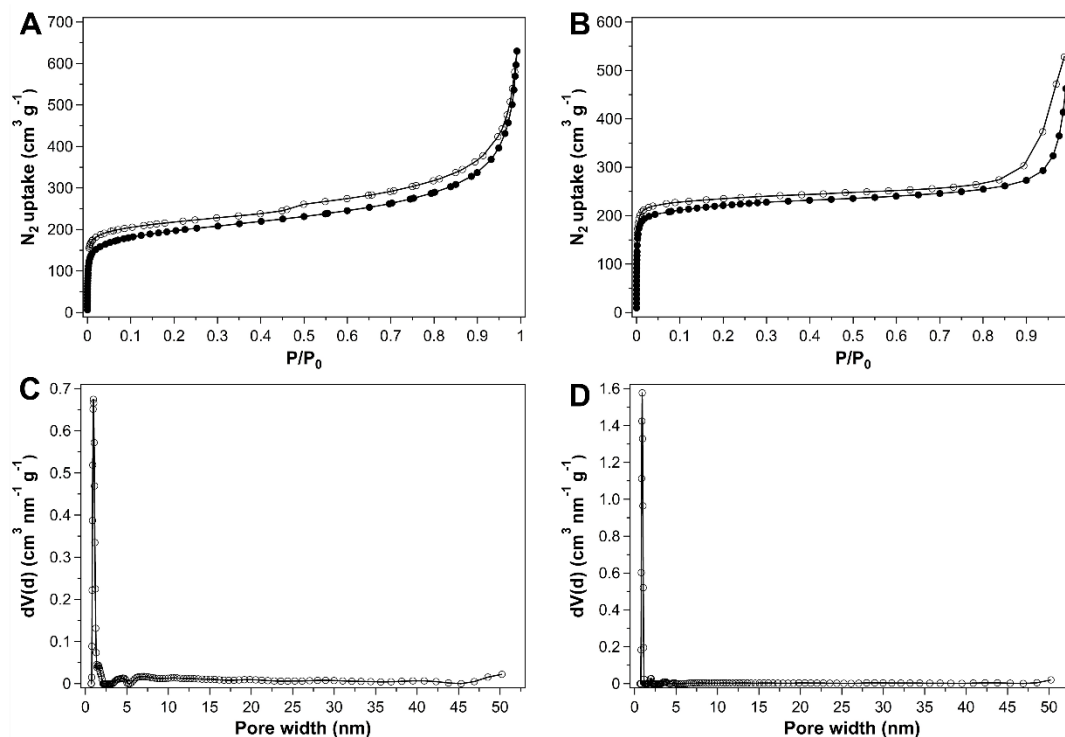 A
N₂ uptake (cm³ g⁻¹)
700
600
500
400
300
200
100
0
0 0.1 0.2 0.3 0.4 0.5 0.6 0.7 0.8 0.9 1
P/P₀
B
N₂ uptake (cm³ g⁻¹)
600
500
400
300
200
100
0
0 0.1 0.2 0.3 0.4 0.5 0.6 0.7 0.8 0.9
P/P₀
C
dV(d) (cm³ nm⁻¹ g⁻¹)
0.7
0.6
0.5
0.4
0.3
0.2
0.1
0
0 5 10 15 20 25 30 35 40 45 50
Pore width (nm)
D
dV(d) (cm³ nm⁻¹ g⁻¹)
1.6
1.4
1.2
1.0
0.8
0.6
0.4
0.2
0
0 5 10 15 20 25 30 35 40 45 50
Pore width (nm)